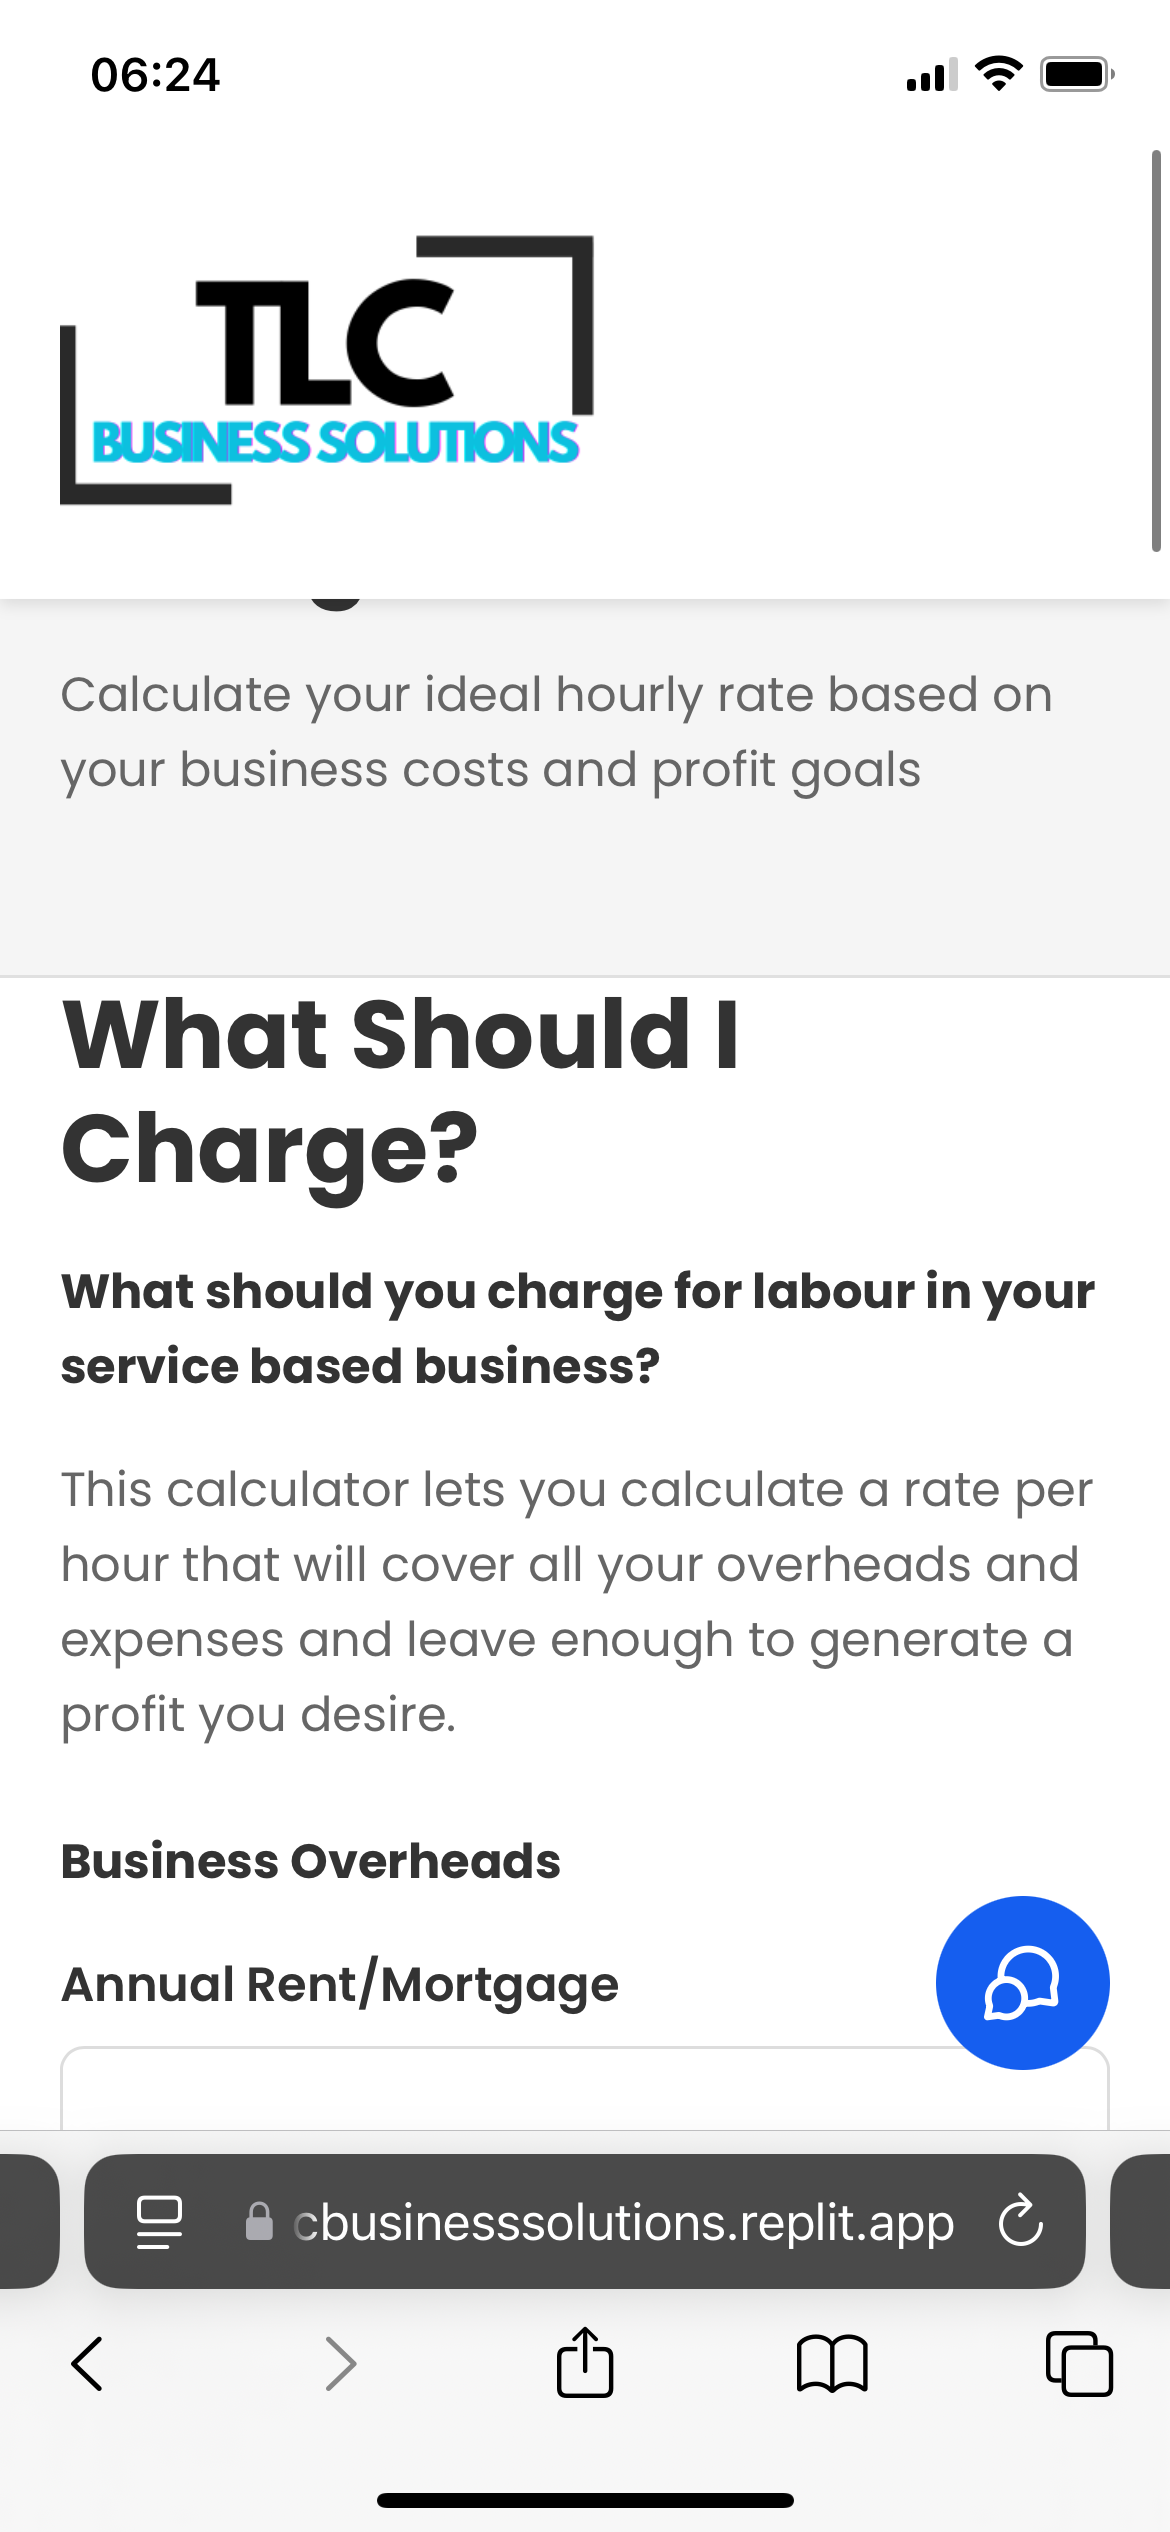 06:24
TLC
BUSINESS SOLUTIONS
Calculate your ideal hourly rate based on
your business costs and profit goals
What Should I
Charge?
What should you charge for labour in your
service based business?
This calculator lets you calculate a rate per
hour that will cover all your overheads and
expenses and leave enough to generate a
profit you desire.
Business Overheads
Annual Rent/Mortgage
cbusinesssolutions.replit.app